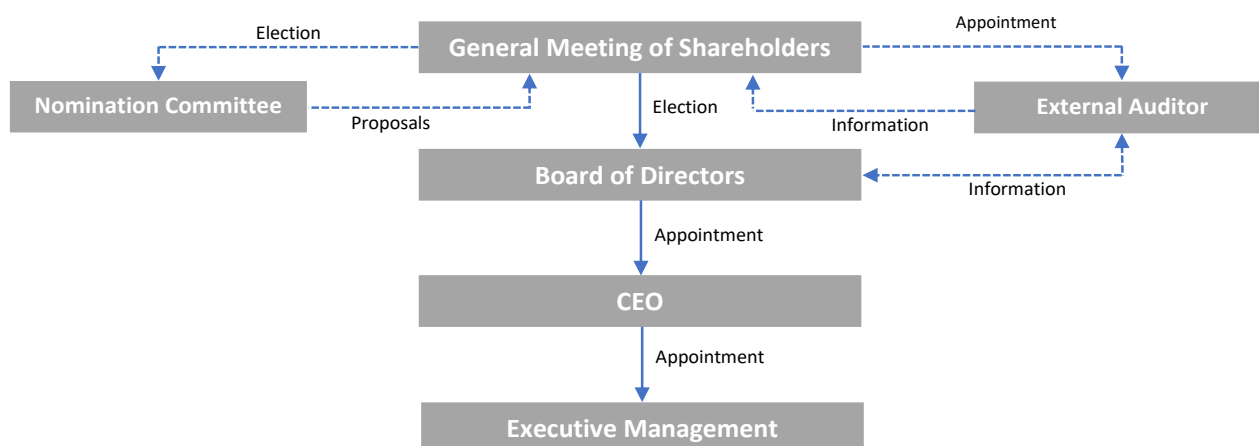 Election
General Meeting of Shareholders
Appointment
Nomination Committee
Proposals
Election
Information
External Auditor
Board of Directors
Information
Appointment
CEO
Appointment
Executive Management